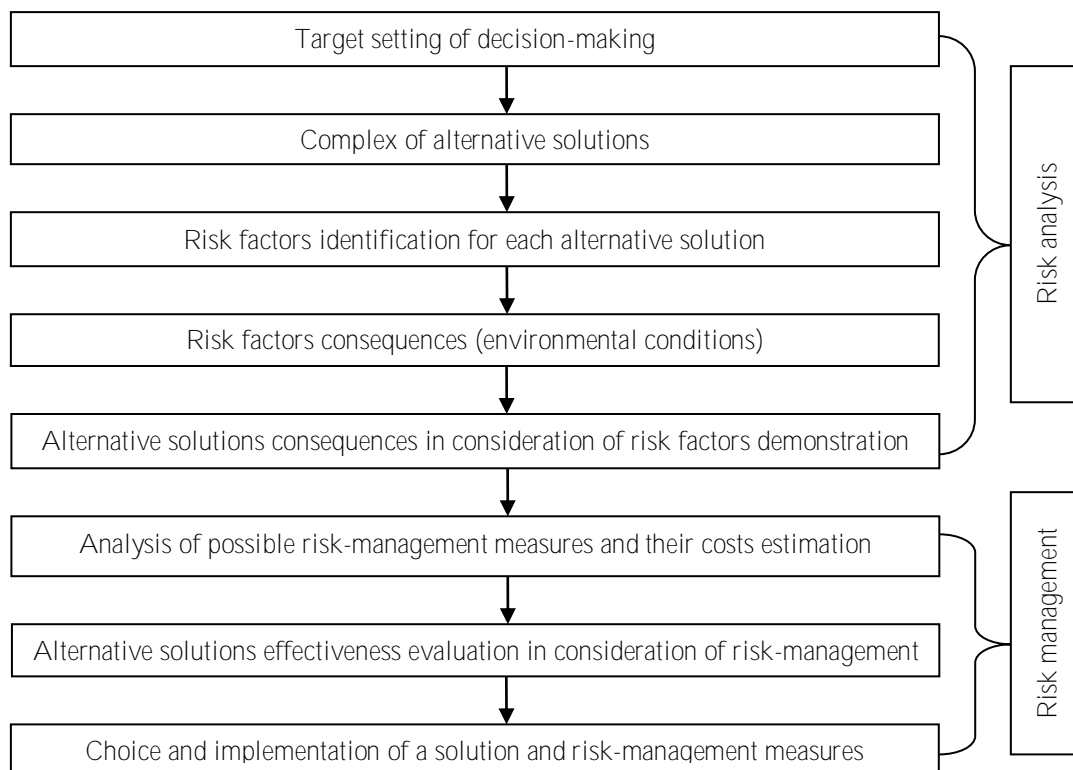 Target setting of decision-making
Complex of alternative solutions
Risk factors identification for each alternative solution
Risk factors consequences (environmental conditions)
Alternative solutions consequences in consideration of risk factors demonstration
Risk analysis
Analysis of possible risk-management measures and their costs estimation
Alternative solutions effectiveness evaluation in consideration of risk-management
Choice and implementation of a solution and risk-management measures
Risk management